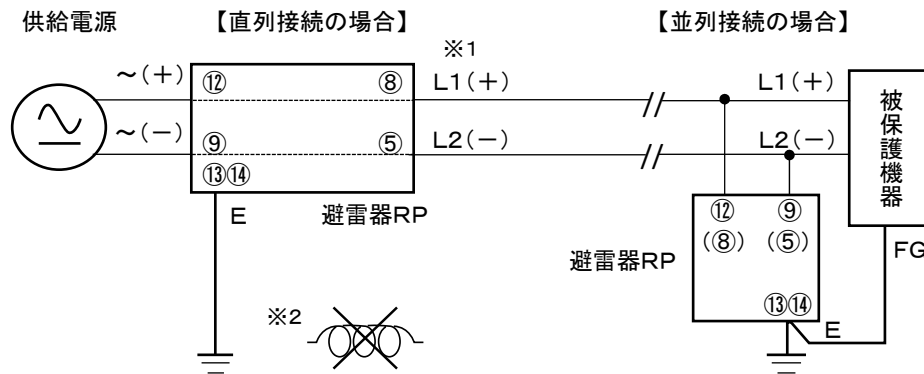 供給電源
【直列接続の場合】
【並列接続の場合】
※1
~(+)
⑫
⑧
L1(+)
L1(+)
~(-)
⑨
⑤
L2(-)
L2(-)
⑬⑭
E
避雷器RP
被保護機器
⑫
⑨
(⑧)
(⑤)
避雷器RP
FG
⑬⑭
E
※2